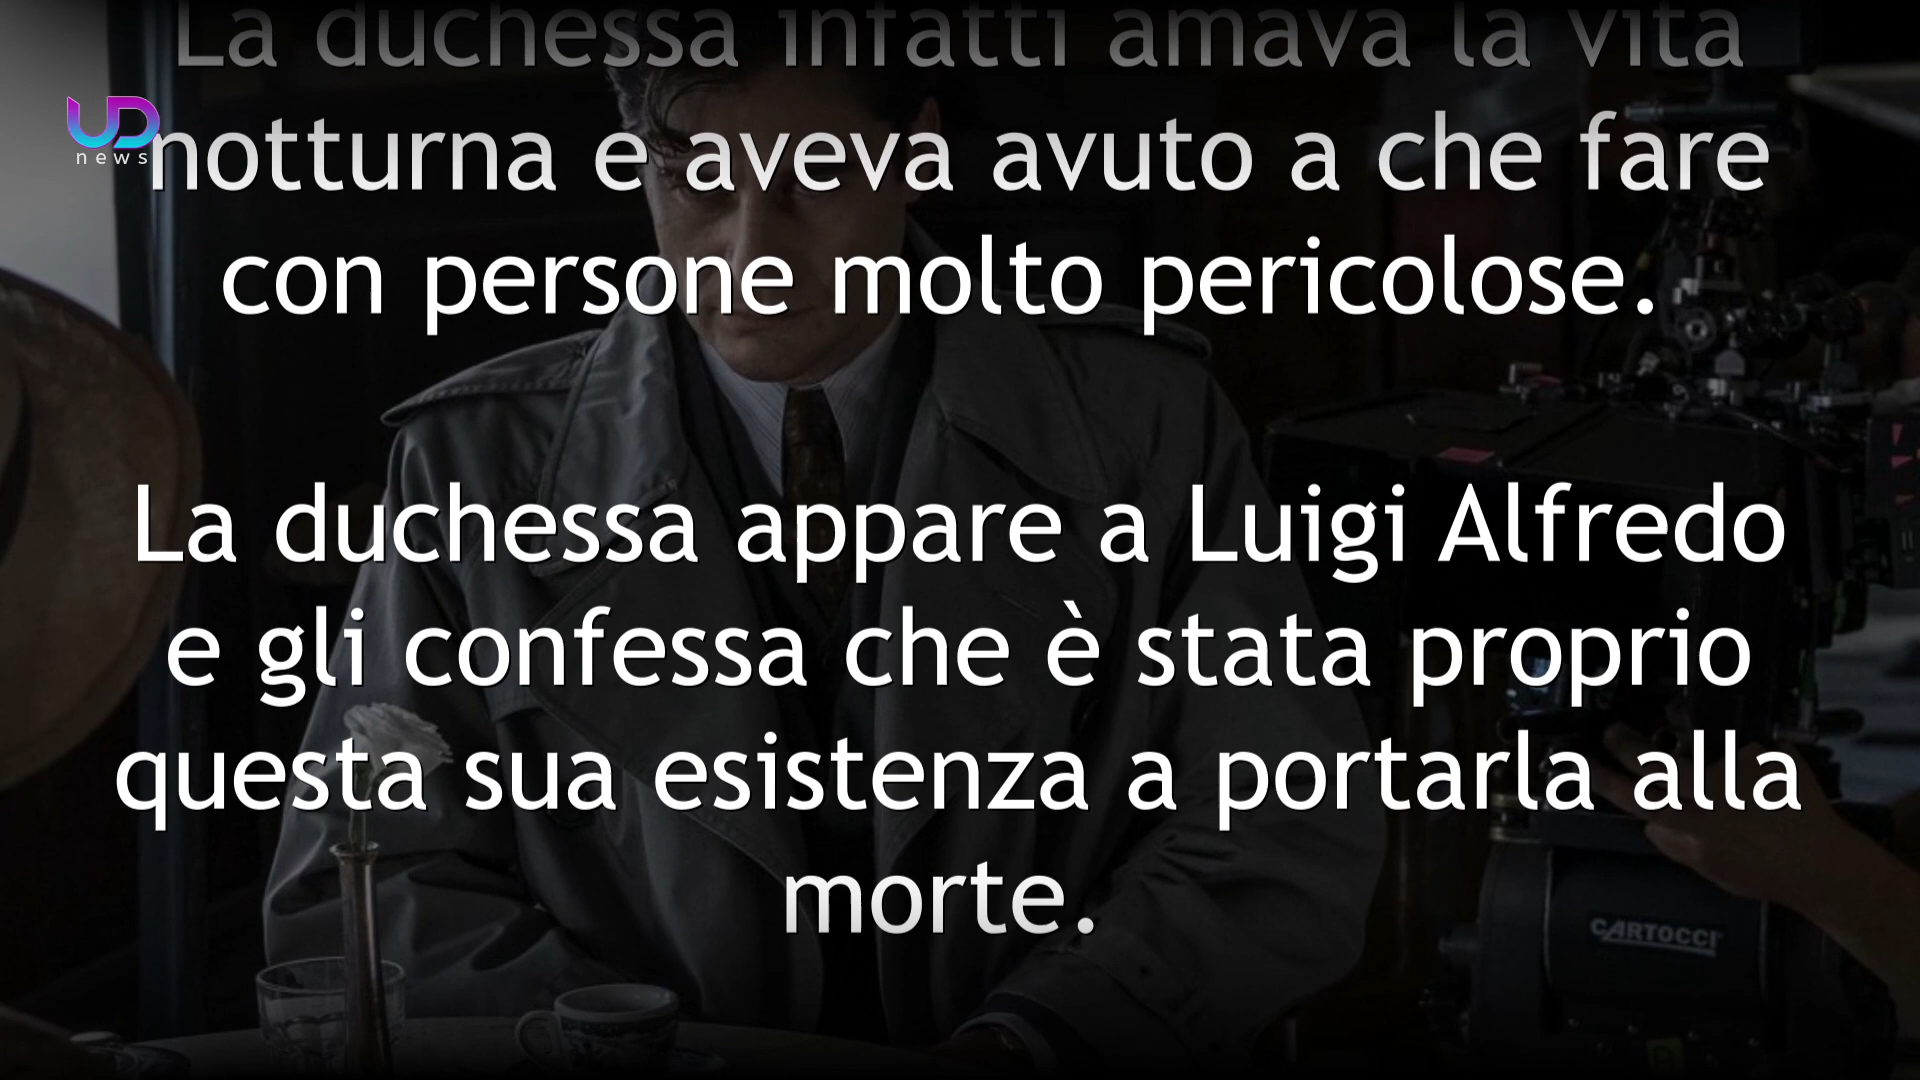 La duchessa infatti amava la vita
UD
news
notturna e aveva avuto a che fare
con persone molto pericolose.
La duchessa appare a Luigi Alfredo
e gli confessa che è stata proprio
questa sua esistenza a portarla alla
morte.
CARTOCCI